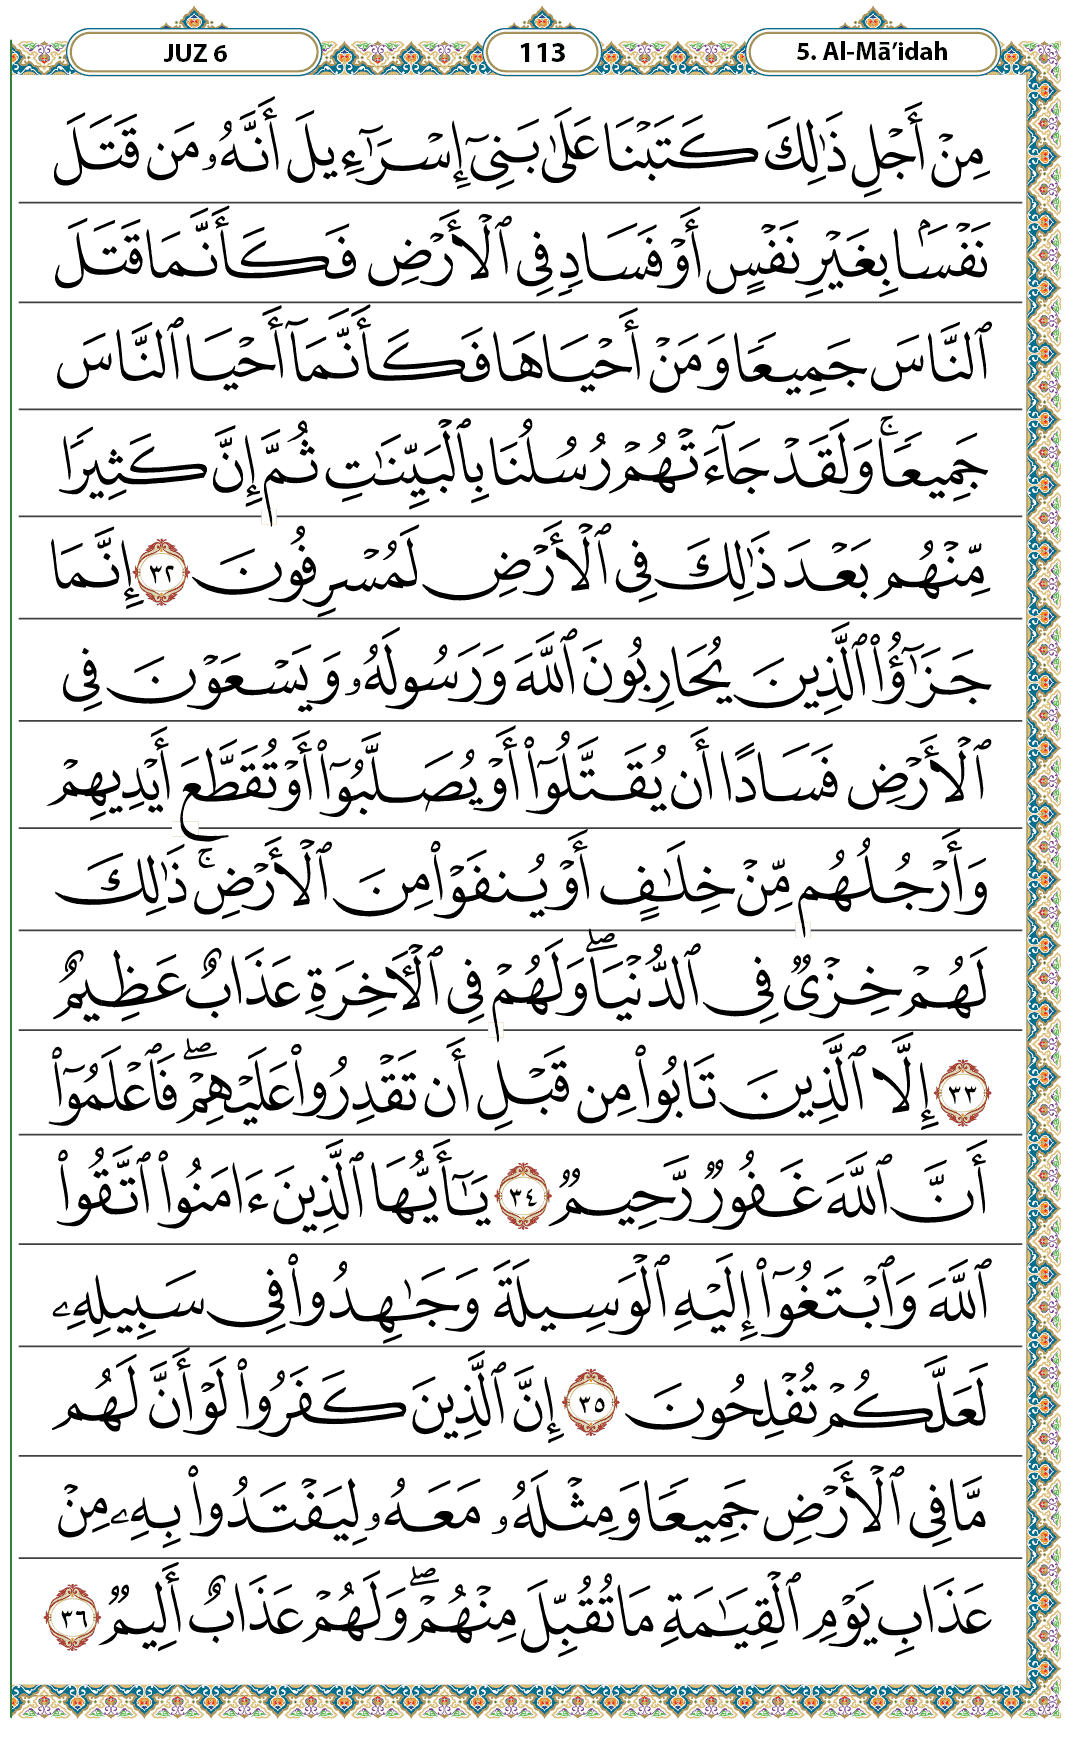 JUZ 6 113 5. Al-Mā’idah
مِنْ أَجْلِ ذَٰلِكَ كَتَبْنَا عَلَىٰ بَنِىٓ إِسْرَٰٓءِيلَ أَنَّهُۥ مَن قَتَلَ
نَفْسًۢا بِغَيْرِ نَفْسٍ أَوْ فَسَادٍ فِى ٱلْأَرْضِ فَكَأَنَّمَا قَتَلَ
ٱلنَّاسَ جَمِيعًا وَمَنْ أَحْيَاهَا فَكَأَنَّمَآ أَحْيَا ٱلنَّاسَ
جَمِيعًا ۚ وَلَقَدْ جَآءَتْهُمْ رُسُلُنَا بِٱلْبَيِّنَٰتِ ثُمَّ إِنَّ كَثِيرًا
مِّنْهُم بَعْدَ ذَٰلِكَ فِى ٱلْأَرْضِ لَمُسْرِفُونَ ٣٢ إِنَّمَا
جَزَٰٓؤُا۟ ٱلَّذِينَ يُحَارِبُونَ ٱللَّهَ وَرَسُولَهُۥ وَيَسْعَوْنَ فِى
ٱلْأَرْضِ فَسَادًا أَن يُقَتَّلُوٓا۟ أَوْ يُصَلَّبُوٓا۟ أَوْ تُقَطَّعَ أَيْدِيهِمْ
وَأَرْجُلُهُم مِّنْ خِلَٰفٍ أَوْ يُنفَوْا۟ مِنَ ٱلْأَرْضِ ۚ ذَٰلِكَ
لَهُمْ خِزْىٌ فِى ٱلدُّنْيَا ۖ وَلَهُمْ فِى ٱلْءَاخِرَةِ عَذَابٌ عَظِيمٌ
٣٣ إِلَّا ٱلَّذِينَ تَابُوا۟ مِن قَبْلِ أَن تَقْدِرُوا۟ عَلَيْهِمْ ۖ فَٱعْلَمُوٓا۟
أَنَّ ٱللَّهَ غَفُورٌ رَّحِيمٌ ٣٤ يَٰٓأَيُّهَا ٱلَّذِينَ ءَامَنُوا۟ ٱتَّقُوا۟
ٱللَّهَ وَٱبْتَغُوٓا۟ إِلَيْهِ ٱلْوَسِيلَةَ وَجَٰهِدُوا۟ فِى سَبِيلِهِۦ
لَعَلَّكُمْ تُفْلِحُونَ ٣٥ إِنَّ ٱلَّذِينَ كَفَرُوا۟ لَوْ أَنَّ لَهُم
مَّا فِى ٱلْأَرْضِ جَمِيعًا وَمِثْلَهُۥ مَعَهُۥ لِيَفْتَدُوا۟ بِهِۦ مِنْ
عَذَابِ يَوْمِ ٱلْقِيَٰمَةِ مَا تُقُبِّلَ مِنْهُمْ ۖ وَلَهُمْ عَذَابٌ أَلِيمٌ ٣٦